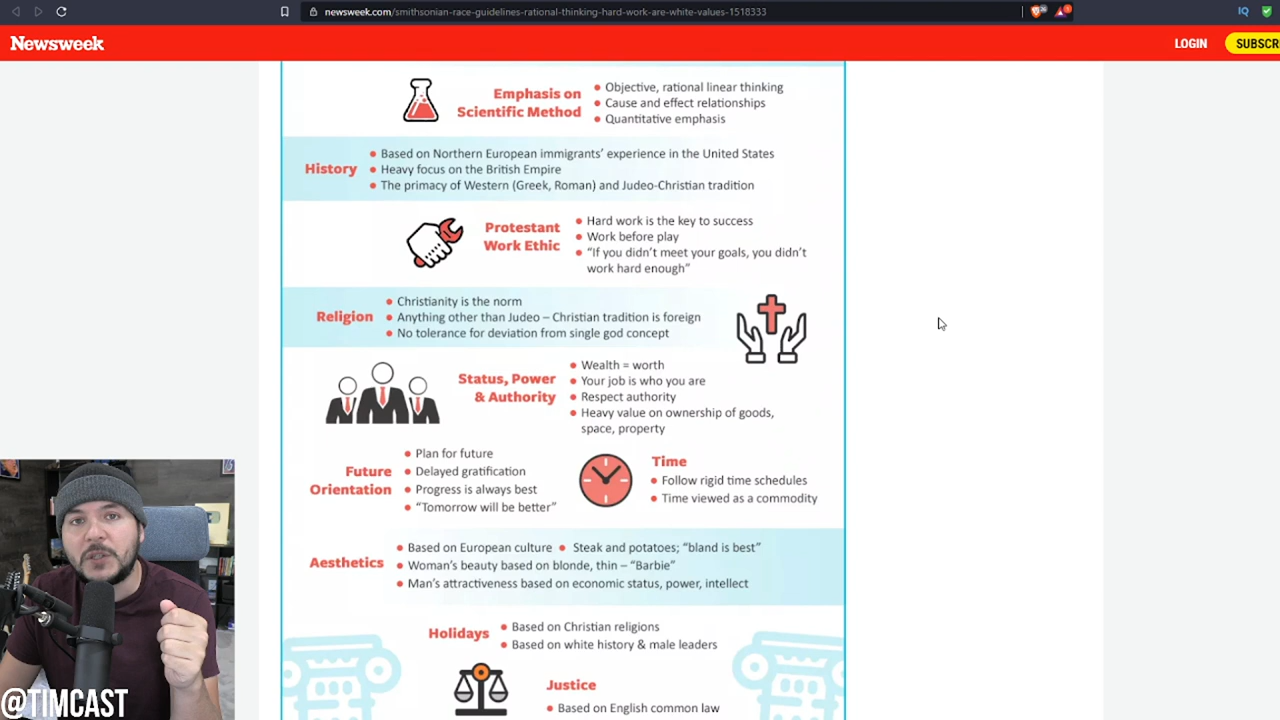 newsweek.com/smithsonian-race-guidelines-rational-thinking-hard-work-are-white-values-1518333
IQ
Newsweek
LOGIN
SUBSCR
Emphasis on
Scientific Method
• Objective, rational linear thinking
• Cause and effect relationships
• Quantitative emphasis
History
• Based on Northern European immigrants' experience in the United States
• Heavy focus on the British Empire
• The primacy of Western (Greek, Roman) and Judeo-Christian tradition
Protestant
Work Ethic
• Hard work is the key to success
• Work before play
• “If you didn't meet your goals, you didn't
work hard enough”
Religion
• Christianity is the norm
• Anything other than Judeo – Christian tradition is foreign
• No tolerance for deviation from single god concept
Status, Power
& Authority
• Wealth = worth
• Your job is who you are
• Respect authority
• Heavy value on ownership of goods,
space, property
Future
Orientation
• Plan for future
• Delayed gratification
• Progress is always best
• “Tomorrow will be better”
Time
• Follow rigid time schedules
• Time viewed as a commodity
Aesthetics
• Based on European culture • Steak and potatoes; “bland is best”
• Woman's beauty based on blonde, thin – “Barbie”
• Man's attractiveness based on economic status, power, intellect
Holidays
• Based on Christian religions
• Based on white history & male leaders
Justice
• Based on English common law
@TIMCAST